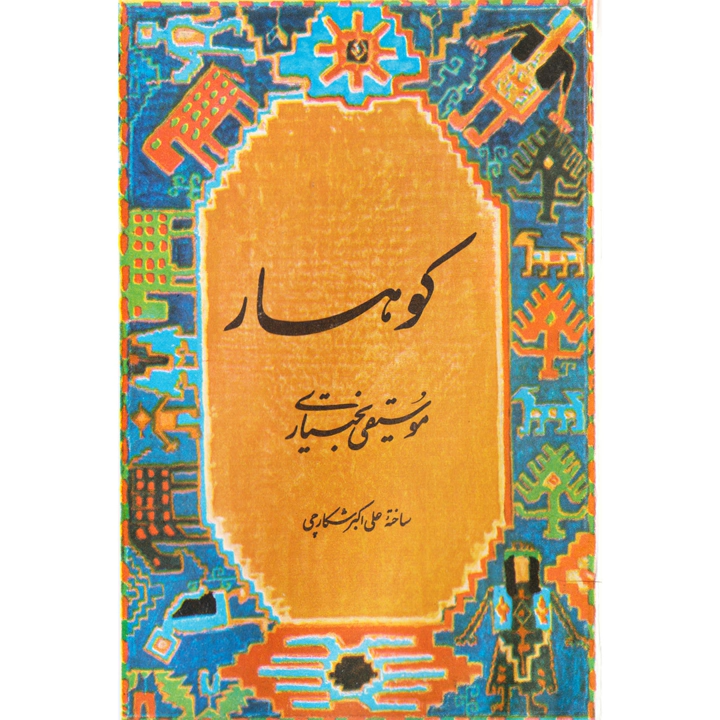 کوهسار
موسیقی بختیاری
ساختهٔ علی اکبر شکارچی